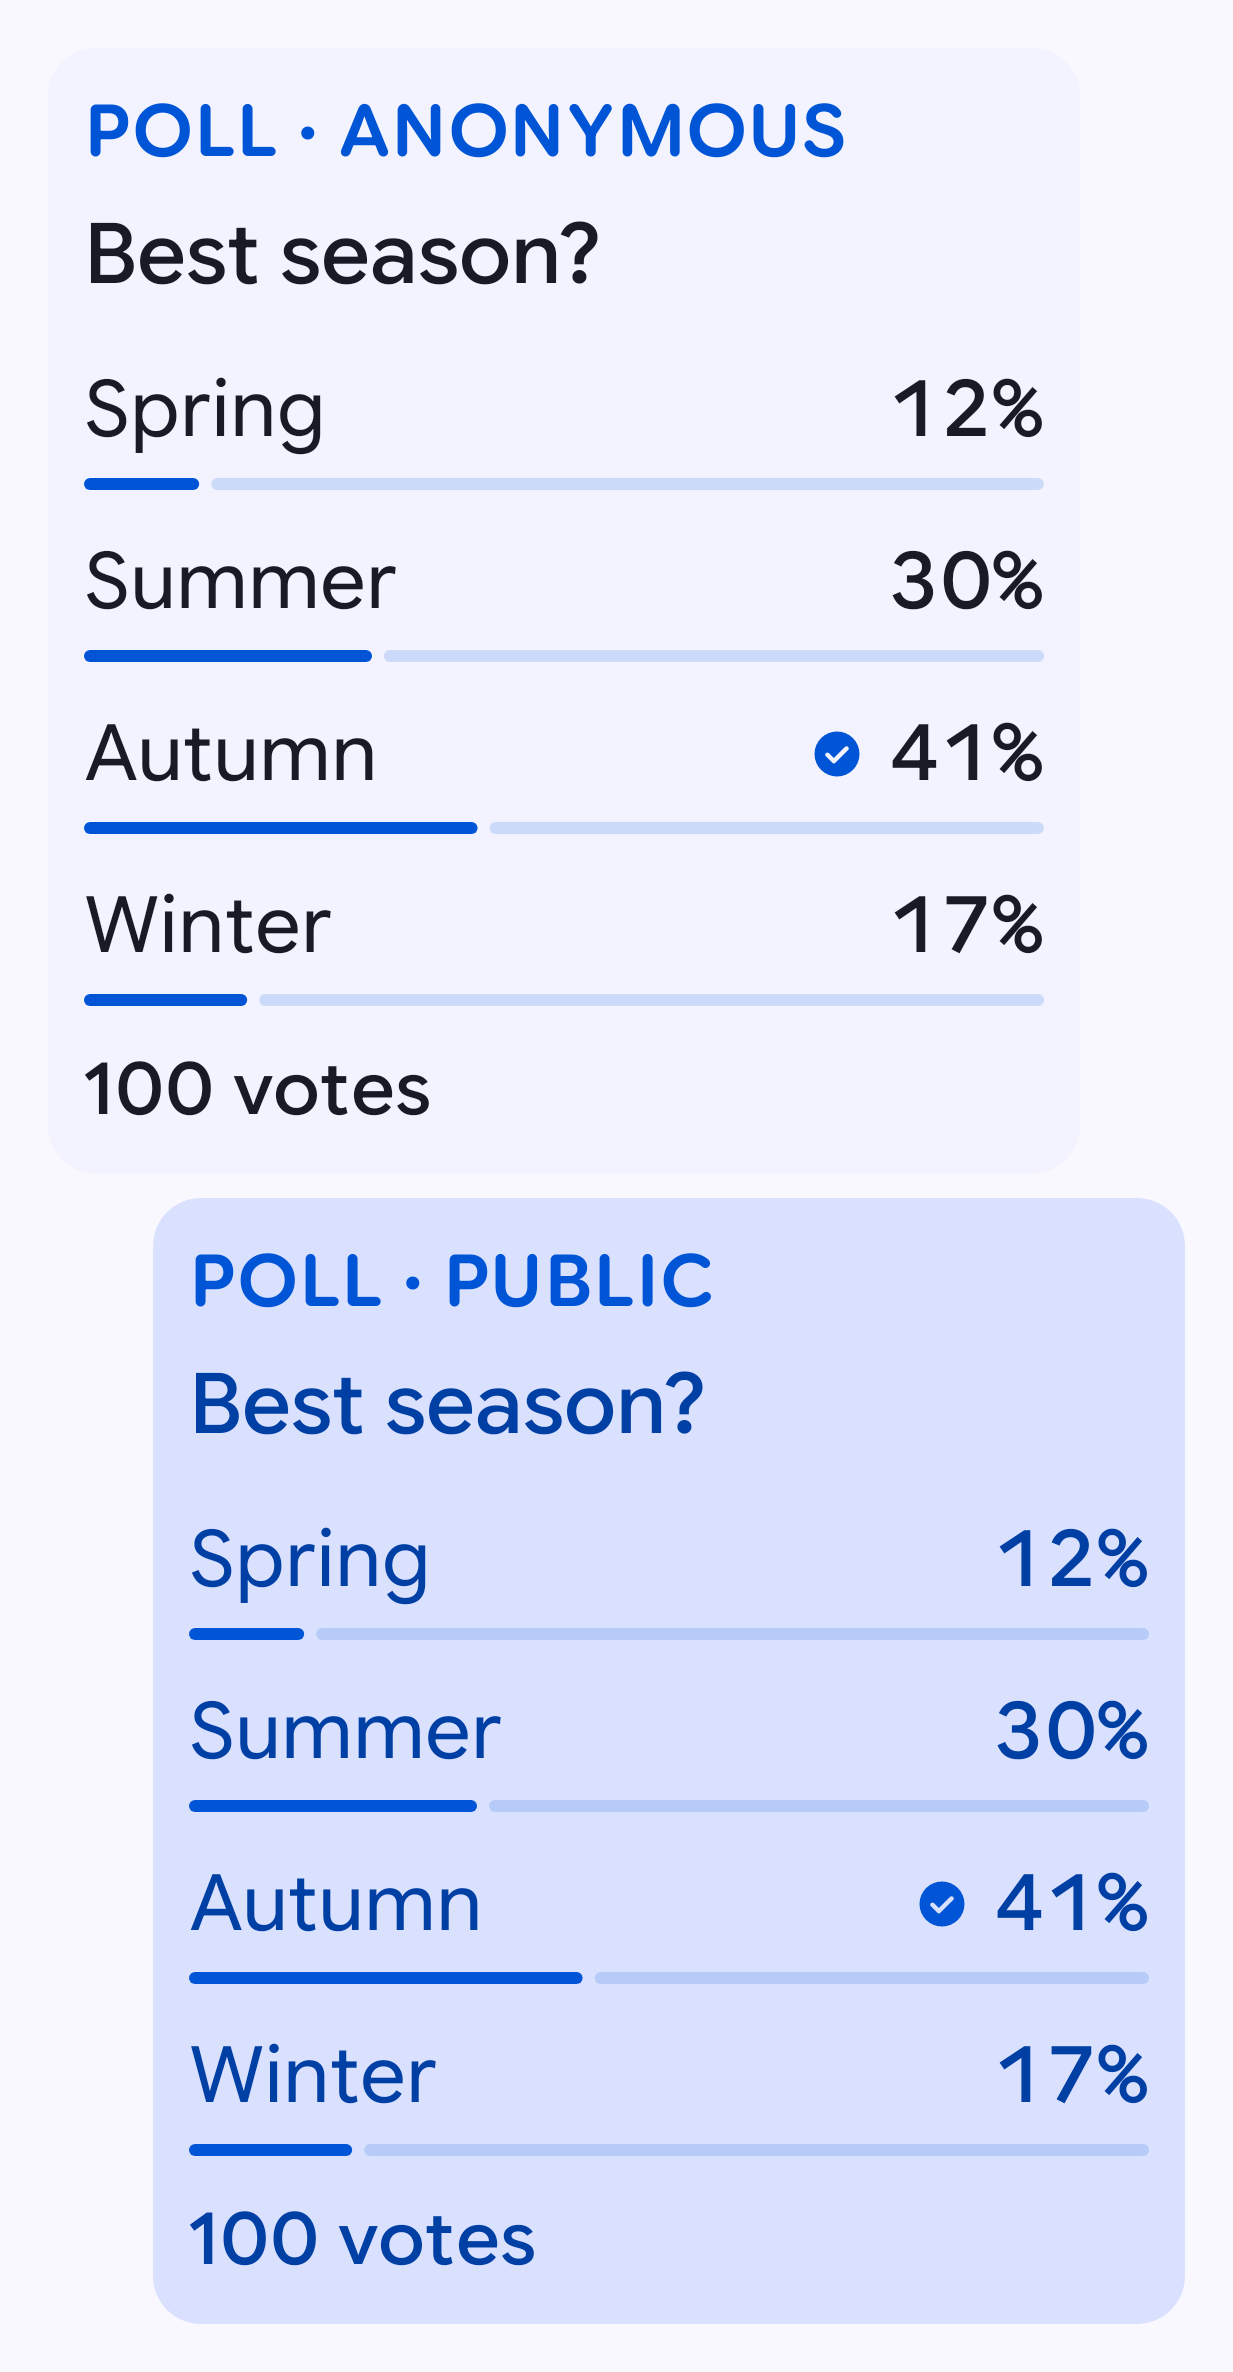 POLL · ANONYMOUS
Best season?
Spring 12%
Summer 30%
Autumn 41%
Winter 17%
100 votes
POLL · PUBLIC
Best season?
Spring 12%
Summer 30%
Autumn 41%
Winter 17%
100 votes